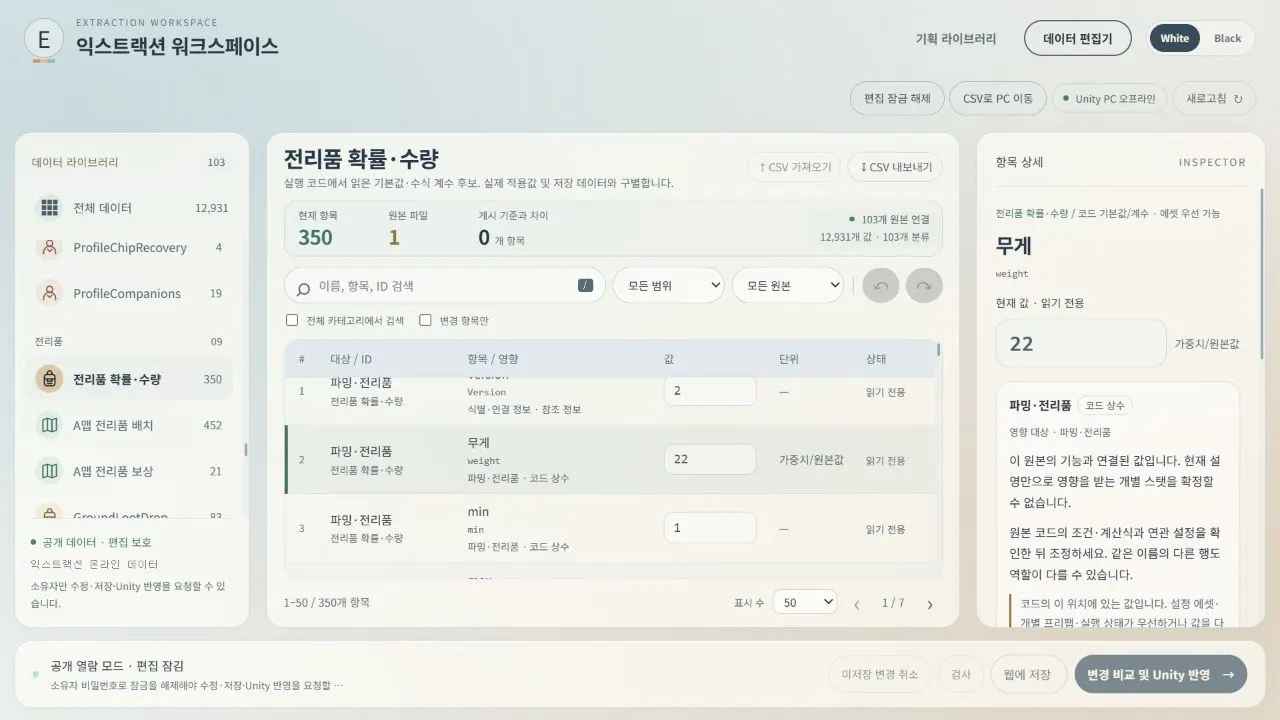 E
EXTRACTION WORKSPACE
익스트랙션 워크스페이스
기획 라이브러리
데이터 편집기
White
Black
편집 잠금 해제
CSV로 PC 이동
Unity PC 오프라인
새로고침 ↻
데이터 라이브러리 103
전체 데이터 12,931
ProfileChipRecovery 4
ProfileCompanions 19
전리품 09
전리품 확률·수량 350
A맵 전리품 배치 452
A맵 전리품 보상 21
GroundLootDrop 83
공개 데이터 · 편집 보호
익스트랙션 온라인 데이터
소유자만 수정·저장·Unity 반영을 요청할 수 있
습니다.
전리품 확률·수량
실행 코드에서 읽은 기본값·수식 계수 후보. 실제 적용값 및 저장 데이터와 구별합니다.
↑ CSV 가져오기
↧ CSV 내보내기
현재 항목 원본 파일 게시 기준과 차이
350 1 0 개 항목
103개 원본 연결
12,931개 값 · 103개 분류
이름, 항목, ID 검색 /
모든 범위
모든 원본
전체 카테고리에서 검색
변경 항목만
# 대상 / ID 항목 / 영향 값 단위 상태
1 파밍·전리품 2 — 읽기 전용
전리품 확률·수량
Version
식별·연결 정보 · 참조 정보
2 파밍·전리품 무게 22 가중치/원본값 읽기 전용
전리품 확률·수량
weight
파밍·전리품 · 코드 상수
3 파밍·전리품 min 1 — 읽기 전용
전리품 확률·수량
min
파밍·전리품 · 코드 상수
1–50 / 350개 항목
표시 수 50
‹ 1 / 7 ›
항목 상세 INSPECTOR
전리품 확률·수량 / 코드 기본값/계수 · 에셋 우선 가능
무게
weight
현재 값 · 읽기 전용
22 가중치/원본값
파밍·전리품 코드 상수
영향 대상 · 파밍·전리품
이 원본의 기능과 연결된 값입니다. 현재 설
명만으로 영향을 받는 개별 스탯을 확정할
수 없습니다.
원본 코드의 조건·계산식과 연관 설정을 확
인한 뒤 조정하세요. 같은 이름의 다른 행도
역할이 다를 수 있습니다.
코드의 이 위치에 있는 값입니다. 설정 에셋·
개별 프리팹·실행 상태가 우선하거나 값을 다
공개 열람 모드 · 편집 잠김
소유자 비밀번호로 잠금을 해제해야 수정·저장·Unity 반영을 요청할 ⋯
미저장 변경 취소
검사
웹에 저장
변경 비교 및 Unity 반영 →